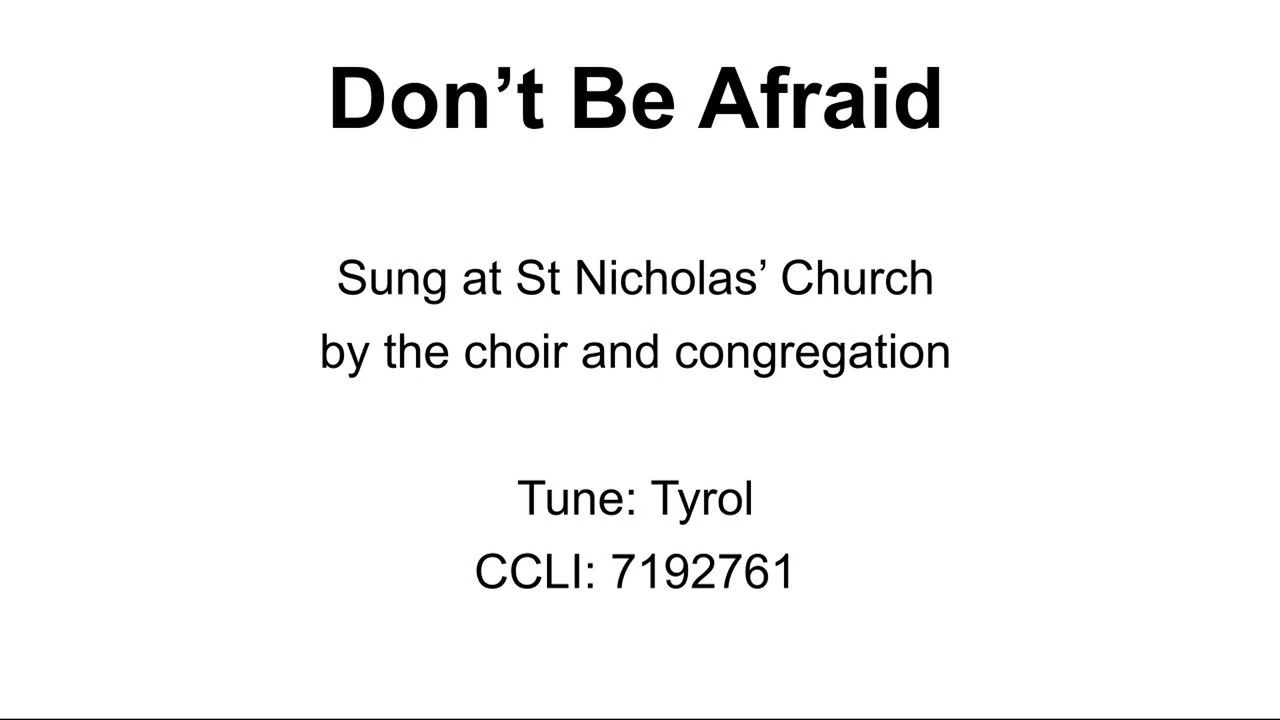 Don’t Be Afraid
Sung at St Nicholas’ Church
by the choir and congregation
Tune: Tyrol
CCLI: 7192761